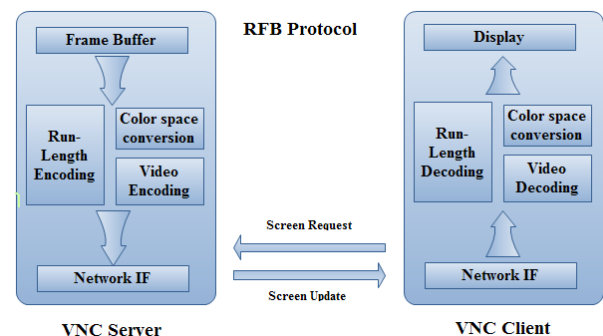 Frame Buffer
Run-
Length
Encoding
Color space
conversion
Video
Encoding
Network IF
VNC Server
RFB Protocol
Screen Request
Screen Update
Display
Run-
Length
Decoding
Color space
conversion
Video
Decoding
Network IF
VNC Client